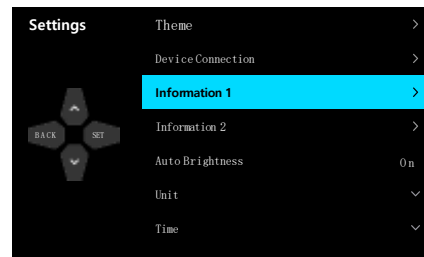 Settings
Theme
Device Connection
Information 1
BACK
SET
Information 2
Auto Brightness
On
Unit
Time